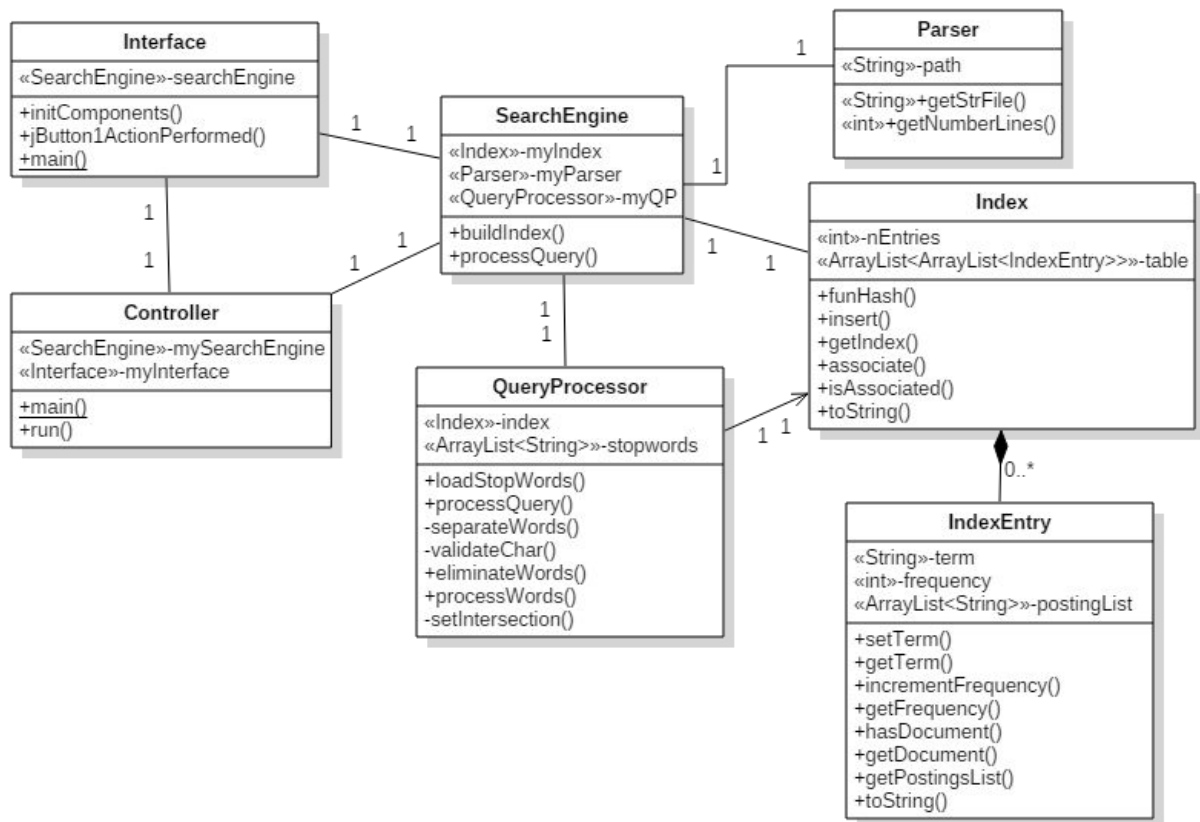 Interface
«SearchEngine»-searchEngine
+initComponents()
+jButton1ActionPerformed()
+main()
1
1
1
1
Controller
«SearchEngine»-mySearchEngine
«Interface»-myInterface
+main()
+run()
1
1
SearchEngine
«Index»-myIndex
«Parser»-myParser
«QueryProcessor»-myQP
+buildIndex()
+processQuery()
1
1
Parser
«String»-path
«String»+getStrFile()
«int»+getNumberLines()
1
1
Index
«int»-nEntries
«ArrayList<ArrayList<IndexEntry>>»-table
+funHash()
+insert()
+getIndex()
+associate()
+isAssociated()
+toString()
1
1
QueryProcessor
«Index»-index
«ArrayList<String>»-stopwords
+loadStopWords()
+processQuery()
-separateWords()
-validateChar()
+eliminateWords()
+processWords()
-setIntersection()
1
1
0..*
IndexEntry
«String»-term
«int»-frequency
«ArrayList<String>»-postingList
+setTerm()
+getTerm()
+incrementFrequency()
+getFrequency()
+hasDocument()
+getDocument()
+getPostingsList()
+toString()